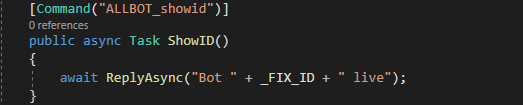 [Command("ALLBOT_showid")]
0 references
public async Task ShowID()
{
await ReplyAsync("Bot " + _FIX_ID + " live");
}